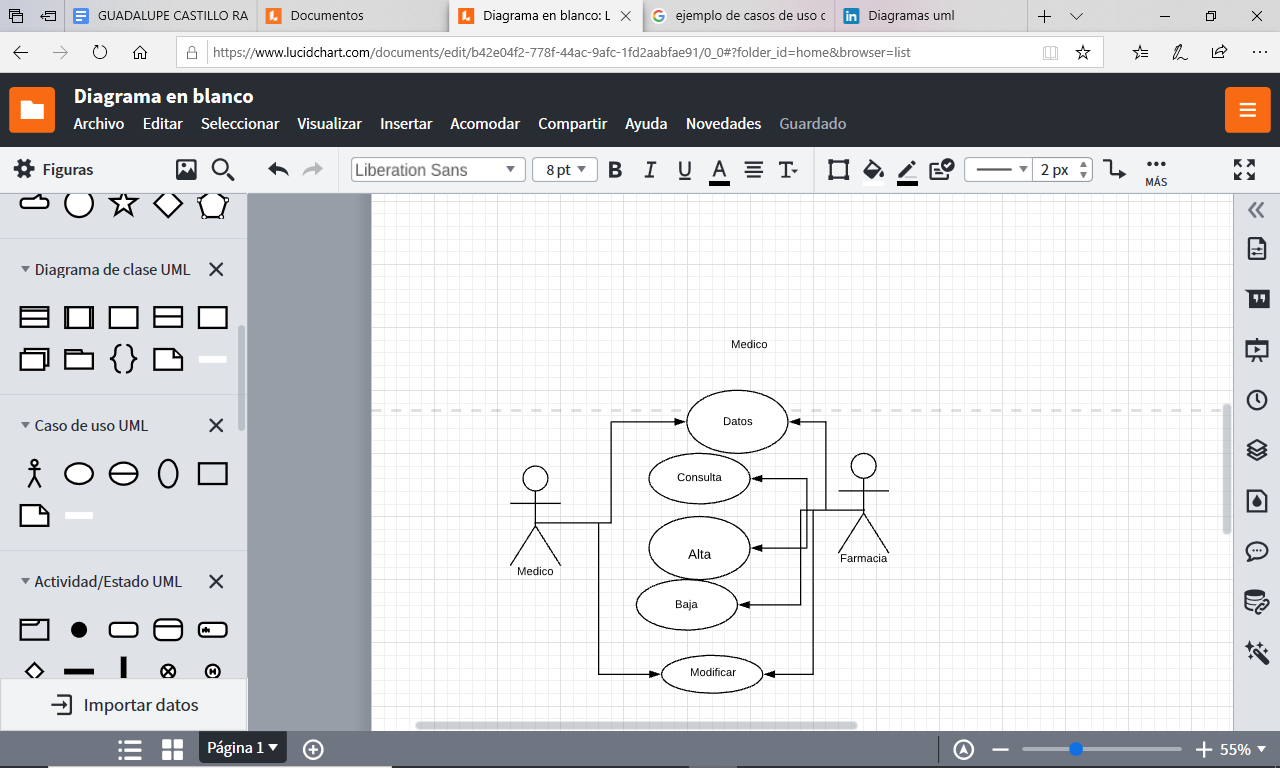 GUADALUPE CASTILLO RA
Documentos
Diagrama en blanco: L
ejemplo de casos de uso c
Diagramas uml
https://www.lucidchart.com/documents/edit/b42e04f2-778f-44ac-9afc-1fd2aabfae91/0_0#?folder_id=home&browser=list
Diagrama en blanco
Archivo Editar Seleccionar Visualizar Insertar Acomodar Compartir Ayuda Novedades Guardado
Figuras
Liberation Sans
8 pt
B I U A T
2 px
MÁS
Diagrama de clase UML
Caso de uso UML
Actividad/Estado UML
Importar datos
Medico
Datos
Consulta
Alta
Baja
Modificar
Medico
Farmacia
Página 1
55%